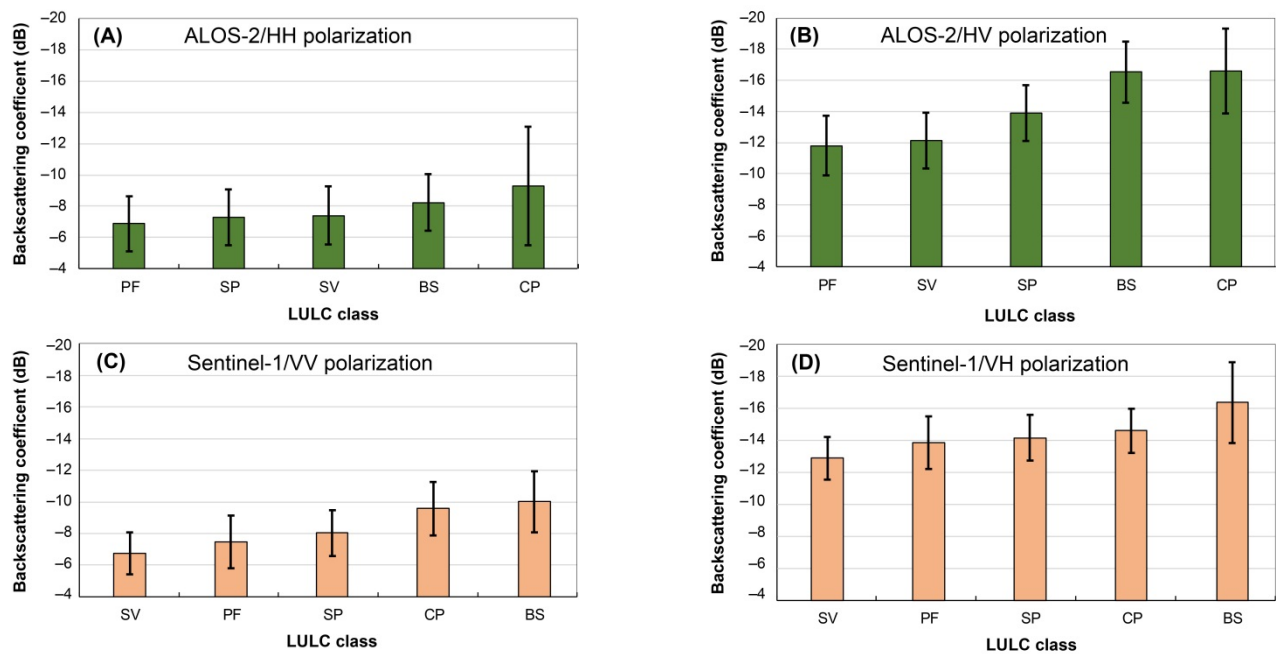 (A) ALOS-2/HH polarization
Backscattering coefficient (dB)
–20
–18
–16
–14
–12
–10
–8
–6
–4
PF SP SV BS CP
LULC class
(B) ALOS-2/HV polarization
Backscattering coefficient (dB)
–20
–18
–16
–14
–12
–10
–8
–6
–4
PF SV SP BS CP
LULC class
(C) Sentinel-1/VV polarization
Backscattering coefficent (dB)
–20
–18
–16
–14
–12
–10
–8
–6
–4
SV PF SP CP BS
LULC class
(D) Sentinel-1/VH polarization
Backscattering coefficent (dB)
–20
–18
–16
–14
–12
–10
–8
–6
–4
SV PF SP CP BS
LULC class